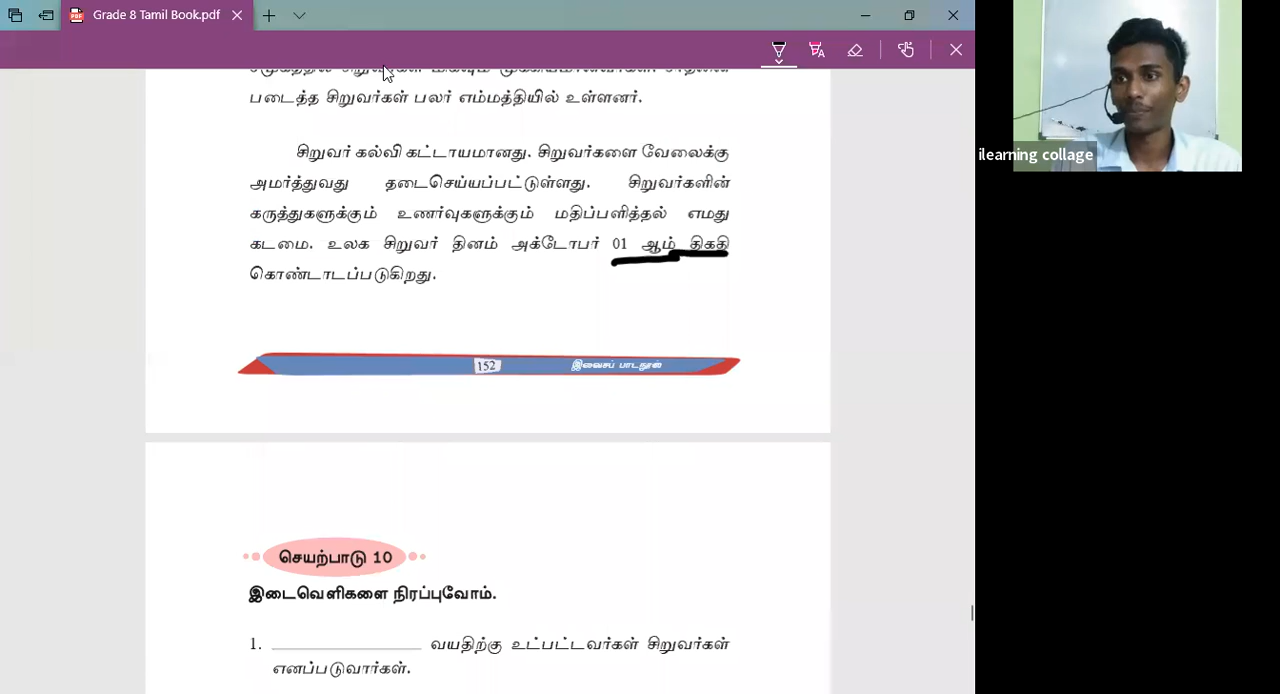 Grade 8 Tamil Book.pdf
படைத்த சிறுவர்கள் பலர் எம்மத்தியில் உள்ளனர்.
சிறுவர் கல்வி கட்டாயமானது. சிறுவர்களை வேலைக்கு
அமர்த்துவது தடைசெய்யப்பட்டுள்ளது. சிறுவர்களின்
கருத்துகளுக்கும் உணர்வுகளுக்கும் மதிப்பளித்தல் எமது
கடமை. உலக சிறுவர் தினம் அக்டோபர் 01 ஆம் திகதி
கொண்டாடப்படுகிறது.
152 இலவசப் பாடநூல்
செயற்பாடு 10
இடைவெளிகளை நிரப்புவோம்.
1. வயதிற்கு உட்பட்டவர்கள் சிறுவர்கள்
எனப்படுவார்கள்.
ilearning collage